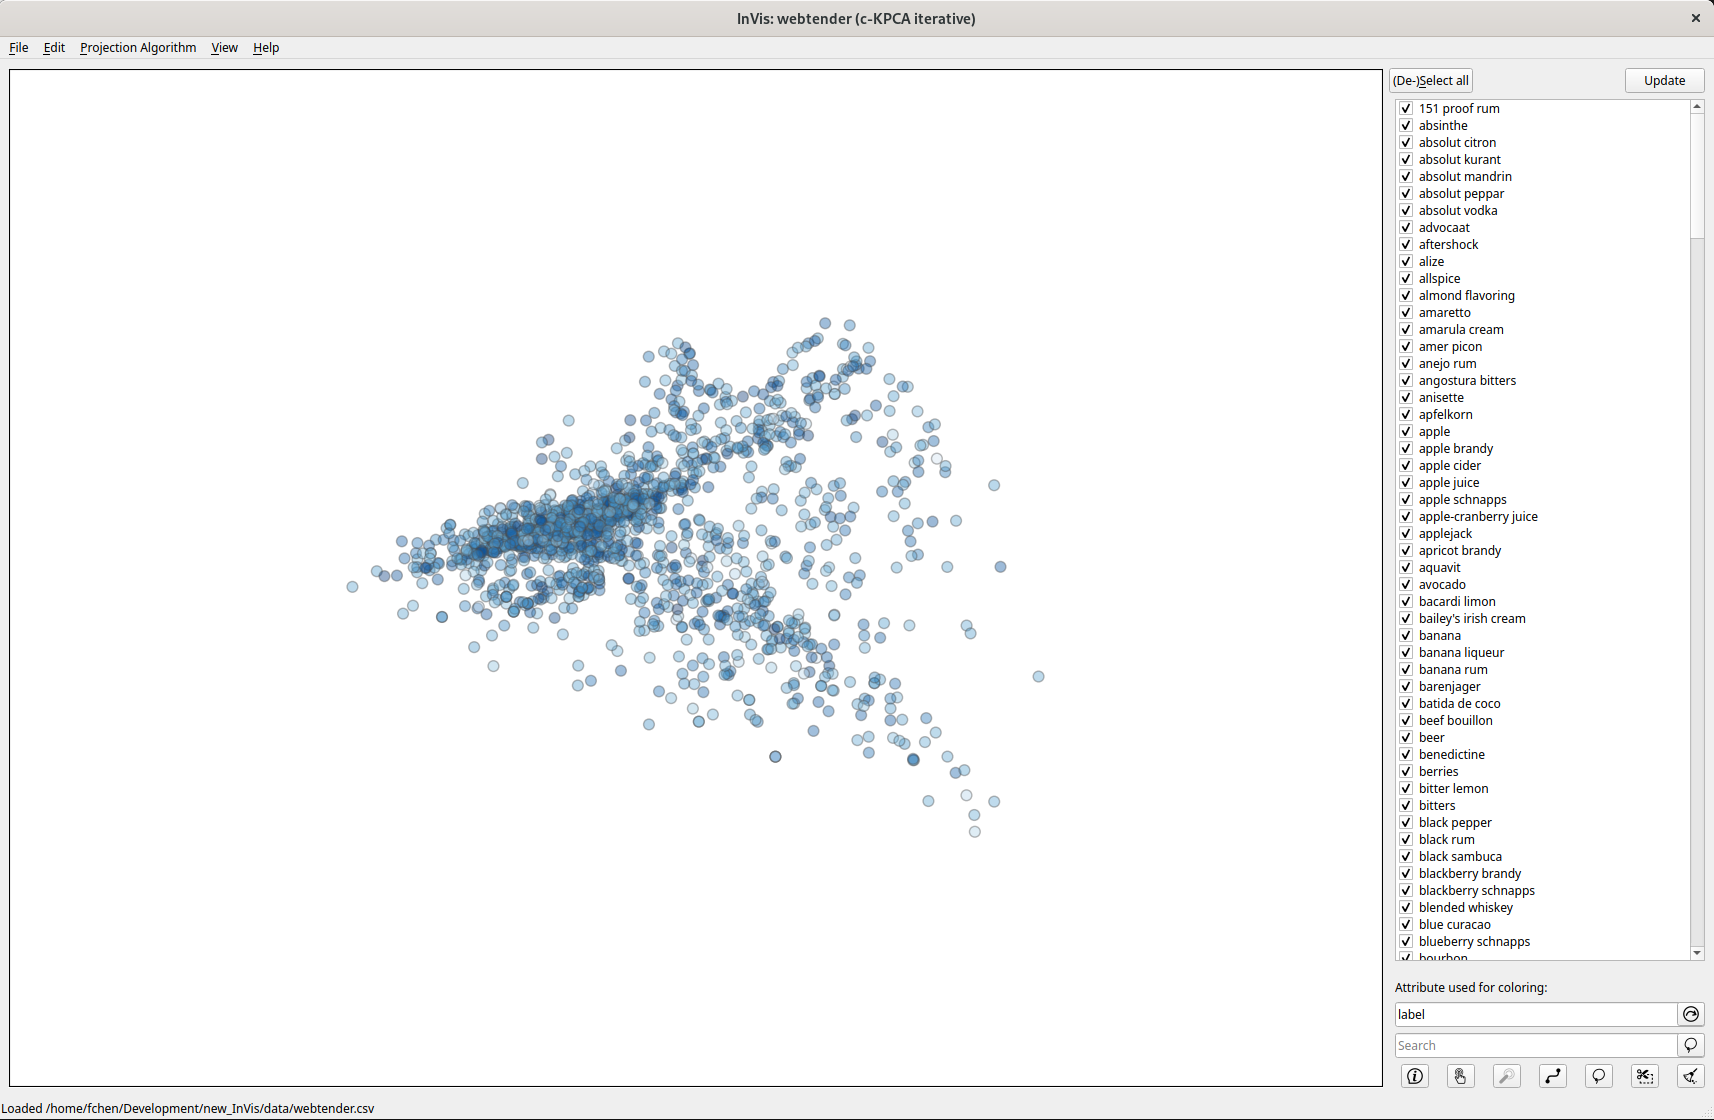 InVis: webtender (c-KPCA iterative)
File Edit Projection Algorithm View Help
(De-)Select all Update
151 proof rum
absinthe
absolut citron
absolut kurant
absolut mandrin
absolut peppar
absolut vodka
advocaat
aftershock
alize
allspice
almond flavoring
amaretto
amarula cream
amer picon
anejo rum
angostura bitters
anisette
apfelkorn
apple
apple brandy
apple cider
apple juice
apple schnapps
apple-cranberry juice
applejack
apricot brandy
aquavit
avocado
bacardi limon
bailey's irish cream
banana
banana liqueur
banana rum
barenjager
batida de coco
beef bouillon
beer
benedictine
berries
bitter lemon
bitters
black pepper
black rum
black sambuca
blackberry brandy
blackberry schnapps
blended whiskey
blue curacao
blueberry schnapps
bourbon
Attribute used for coloring:
label
Search
Loaded /home/fchen/Development/new_InVis/data/webtender.csv